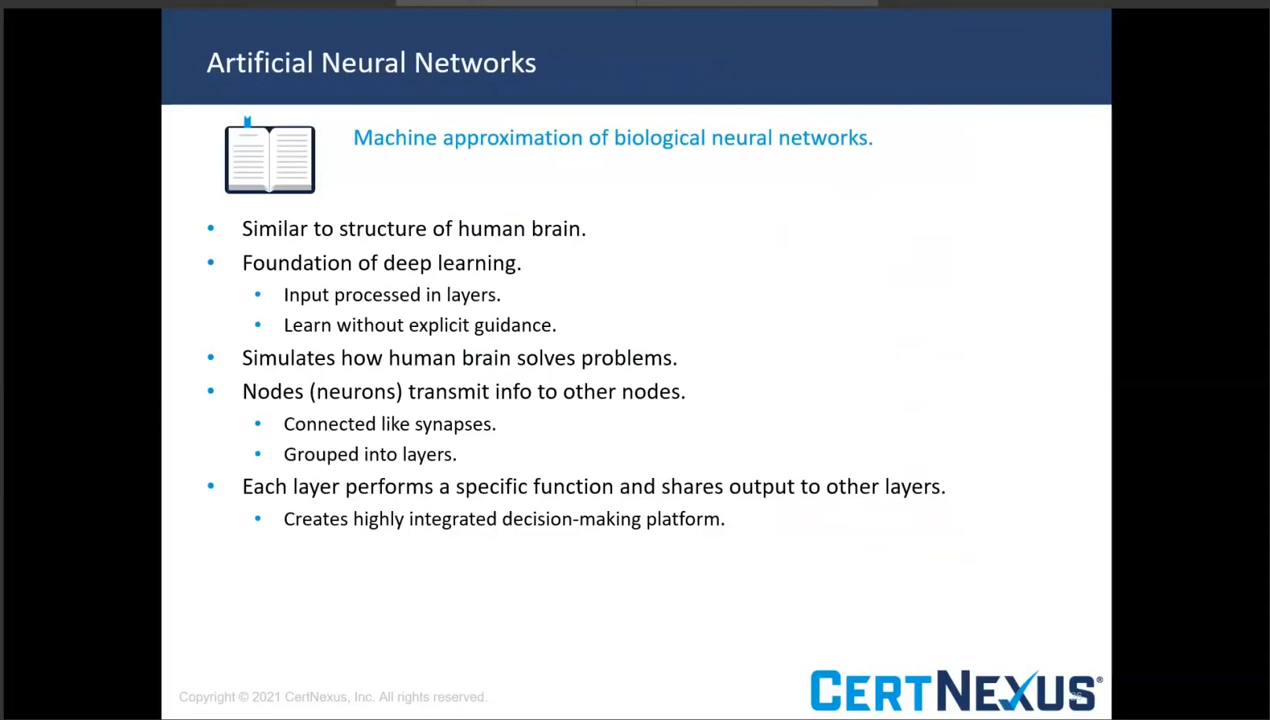 Artificial Neural Networks
Machine approximation of biological neural networks.
• Similar to structure of human brain.
• Foundation of deep learning.
• Input processed in layers.
• Learn without explicit guidance.
• Simulates how human brain solves problems.
• Nodes (neurons) transmit info to other nodes.
• Connected like synapses.
• Grouped into layers.
• Each layer performs a specific function and shares output to other layers.
• Creates highly integrated decision-making platform.
Copyright © 2021 CertNexus, Inc. All rights reserved.
CERTNEXUS®